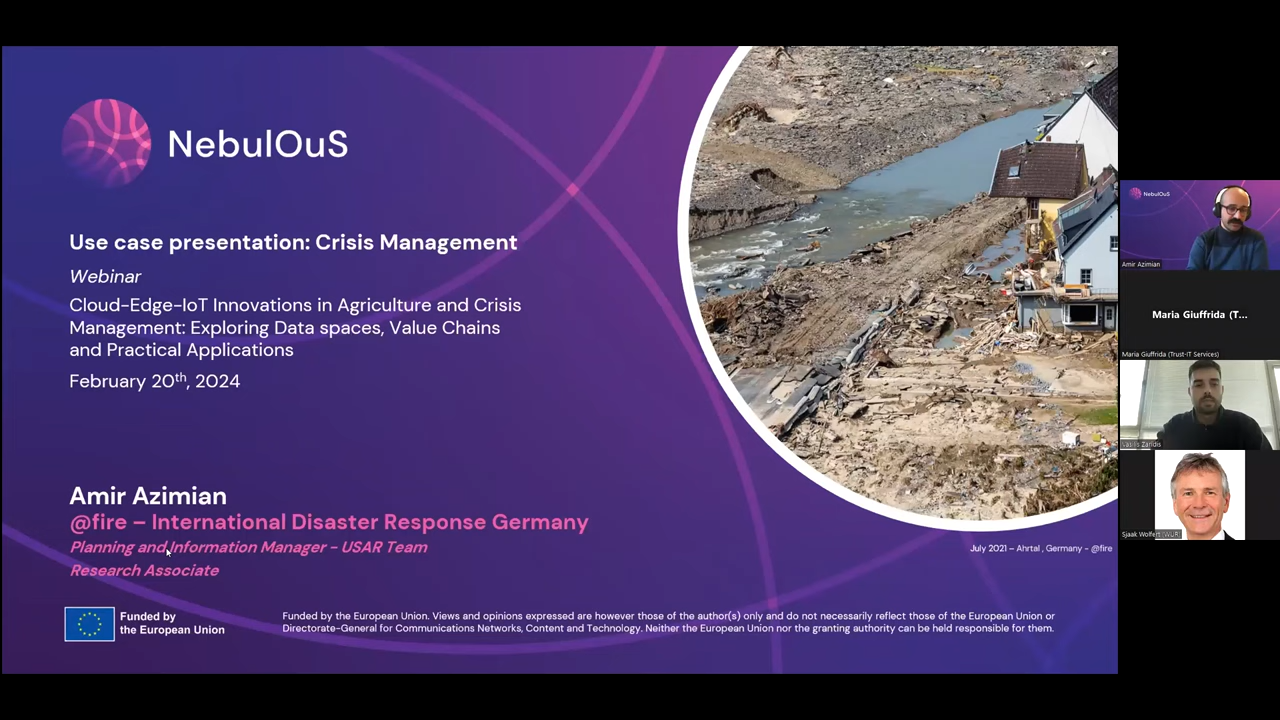 NebulOuS
Use case presentation: Crisis Management
Webinar
Cloud-Edge-IoT Innovations in Agriculture and Crisis
Management: Exploring Data spaces, Value Chains
and Practical Applications
February 20th, 2024
Amir Azimian
@fire – International Disaster Response Germany
Planning and Information Manager – USAR Team
Research Associate
July 2021 – Ahrtal , Germany - @fire
Funded by
the European Union
Funded by the European Union. Views and opinions expressed are however those of the author(s) only and do not necessarily reflect those of the European Union or
Directorate-General for Communications Networks, Content and Technology. Neither the European Union nor the granting authority can be held responsible for them.
NebulOuS
Amir Azimian
Maria Giuffrida (T...
Maria Giuffrida (Trust-IT Services)
Zaridis
Sjaak Wolfert (WUR)